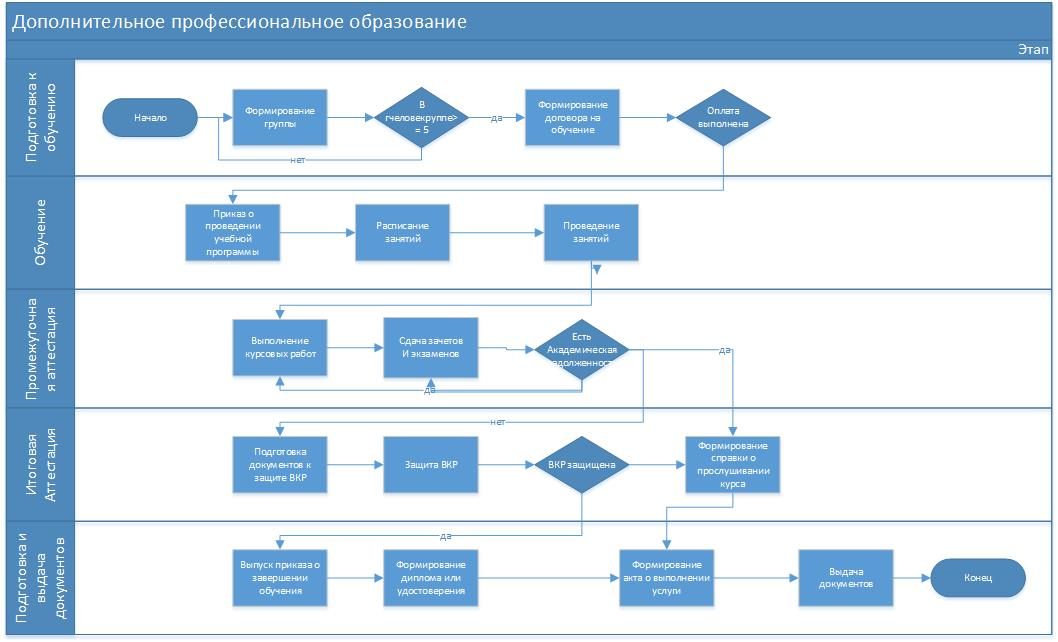 Дополнительное профессиональное образование
Этап
Подготовка к
обучению
Начало
Формирование
группы
В
гчеловекруппе>
= 5
да
Формирование
договора на
обучение
Оплата
выполнена
нет
Обучение
Приказ о
проведении
учебной
программы
Расписание
занятий
Проведение
занятий
Промежуточна
я аттестация
Выполнение
курсовых работ
Сдача зачетов
И экзаменов
Есть
Академическая
адолженност
да
да
нет
Итоговая
Аттестация
Подготовка
документов к
защите ВКР
Защита ВКР
ВКР защищена
Формирование
справки о
прослушивании
курса
да
Подготовка и
выдача
документов
Выпуск приказа о
завершении
обучения
Формирование
диплома или
удостоверения
Формирование
акта о выполнении
услуги
Выдача
документов
Конец